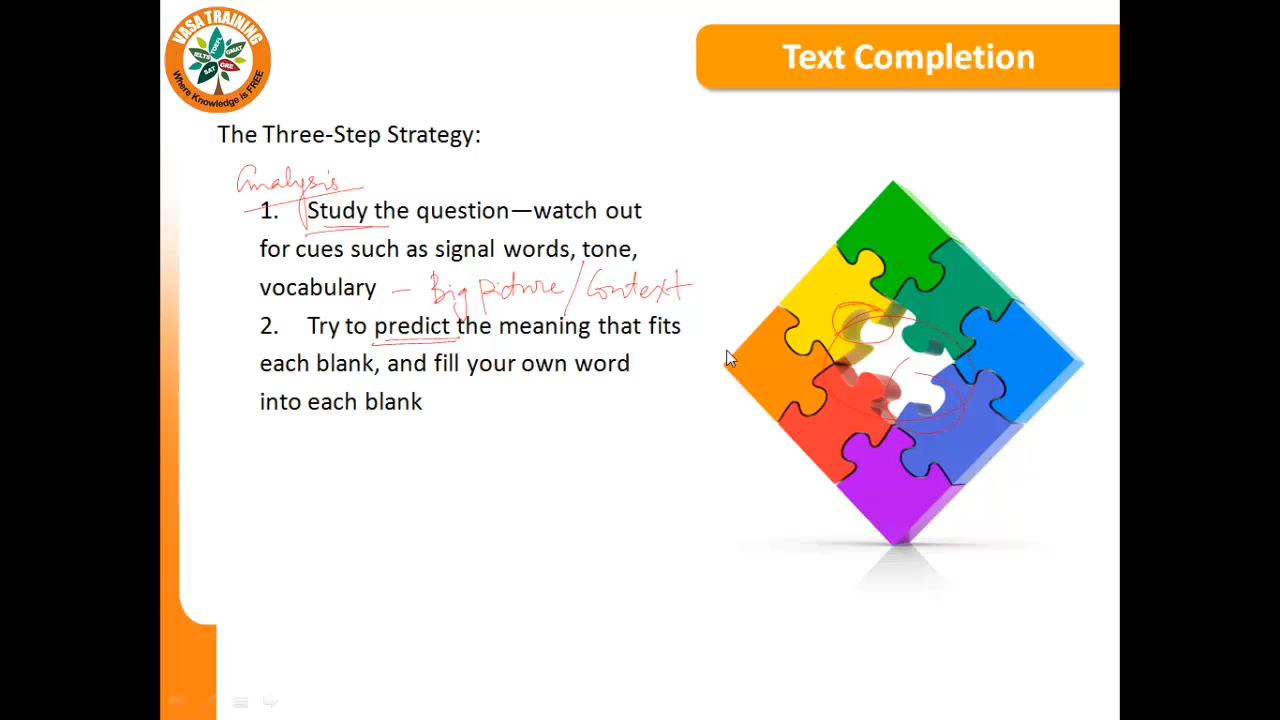 VASA TRAINING
TOEFL
IELTS
GMAT
SAT
GRE
Where Knowledge is FREE
Text Completion
The Three-Step Strategy:
Analysis
1. Study the question—watch out
for cues such as signal words, tone,
vocabulary – Big picture/Context
2. Try to predict the meaning that fits
each blank, and fill your own word
into each blank